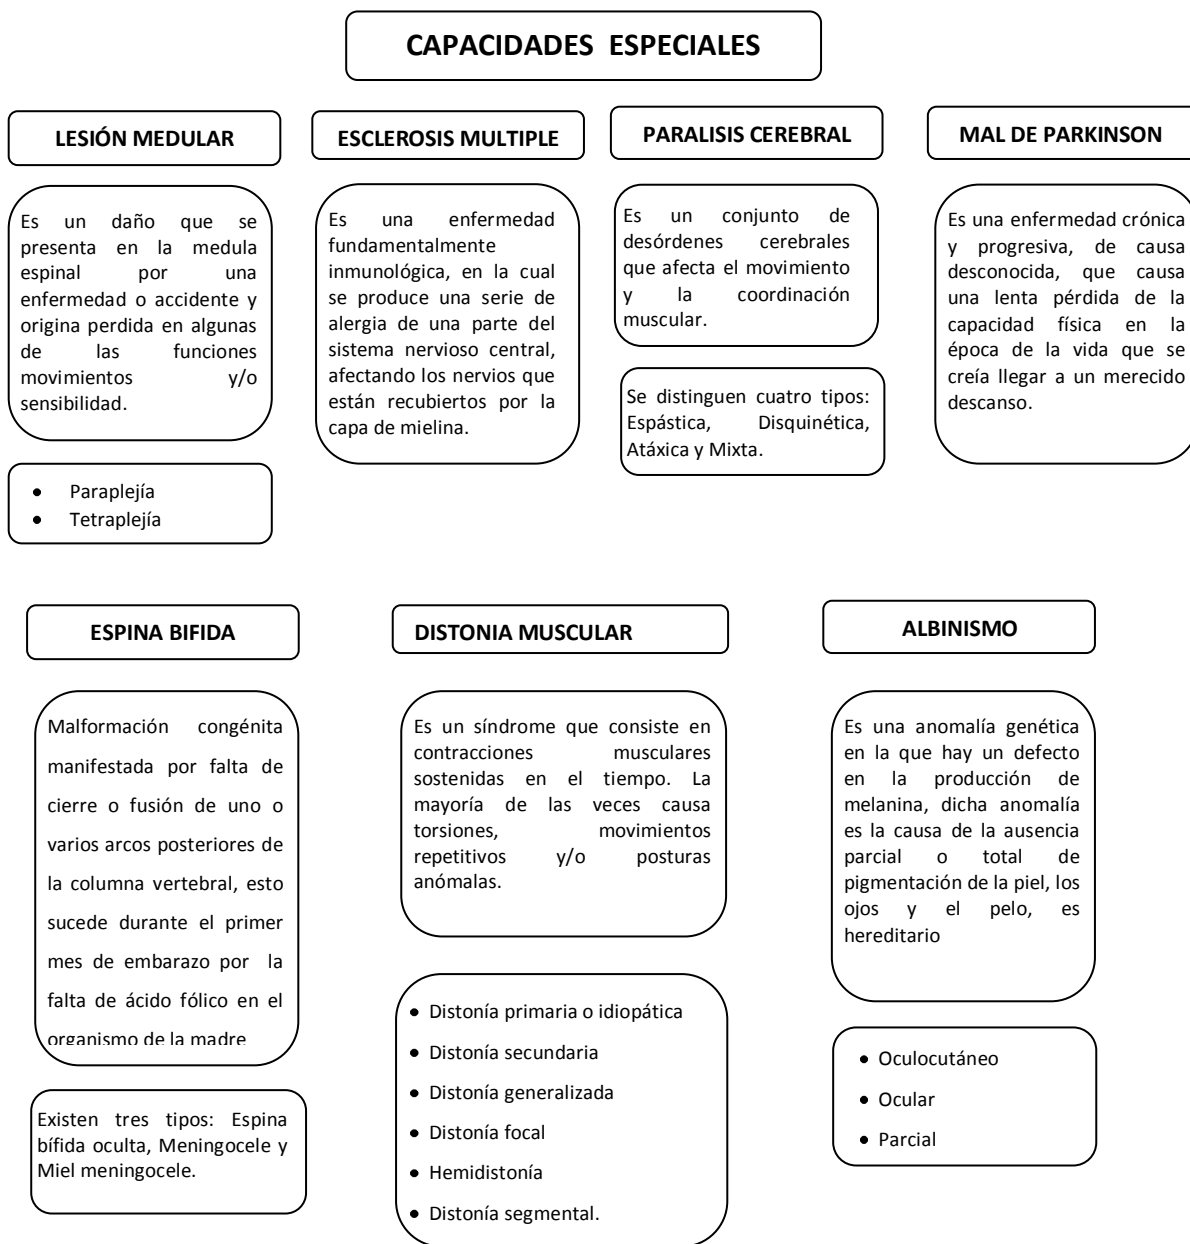 CAPACIDADES ESPECIALES
LESIÓN MEDULAR
Es un daño que se
presenta en la medula
espinal por una
enfermedad o accidente y
origina perdida en algunas
de las funciones
movimientos y/o
sensibilidad.
• Paraplejía
• Tetraplejía
ESCLEROSIS MULTIPLE
Es una enfermedad
fundamentalmente
inmunológica, en la cual
se produce una serie de
alergia de una parte del
sistema nervioso central,
afectando los nervios que
están recubiertos por la
capa de mielina.
PARALISIS CEREBRAL
Es un conjunto de
desórdenes cerebrales
que afecta el movimiento
y la coordinación
muscular.
Se distinguen cuatro tipos:
Espástica, Disquinética,
Atáxica y Mixta.
MAL DE PARKINSON
Es una enfermedad crónica
y progresiva, de causa
desconocida, que causa
una lenta pérdida de la
capacidad física en la
época de la vida que se
creía llegar a un merecido
descanso.
ESPINA BIFIDA
Malformación congénita
manifestada por falta de
cierre o fusión de uno o
varios arcos posteriores de
la columna vertebral, esto
sucede durante el primer
mes de embarazo por la
falta de ácido fólico en el
organismo de la madre
Existen tres tipos: Espina
bífida oculta, Meningocele y
Miel meningocele.
DISTONIA MUSCULAR
Es un síndrome que consiste en
contracciones musculares
sostenidas en el tiempo. La
mayoría de las veces causa
torsiones, movimientos
repetitivos y/o posturas
anómalas.
• Distonía primaria o idiopática
• Distonía secundaria
• Distonía generalizada
• Distonía focal
• Hemidistonía
• Distonía segmental.
ALBINISMO
Es una anomalía genética
en la que hay un defecto
en la producción de
melanina, dicha anomalía
es la causa de la ausencia
parcial o total de
pigmentación de la piel, los
ojos y el pelo, es
hereditario
• Oculocutáneo
• Ocular
• Parcial